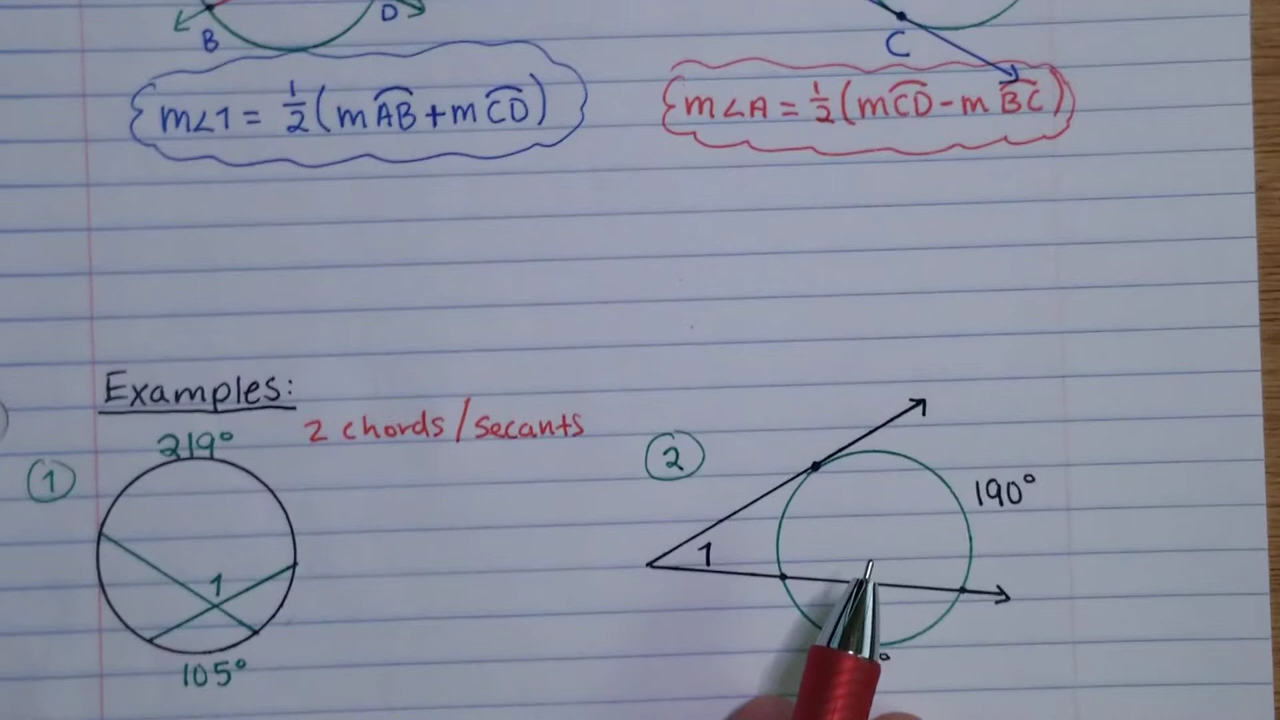 B
D
C
m∠1 = 1/2 (mAB + mCD)
m∠A = 1/2 (mCD - mBC)
Examples:
219°
2 chords/secants
1
1
105°
2
190°
1
°